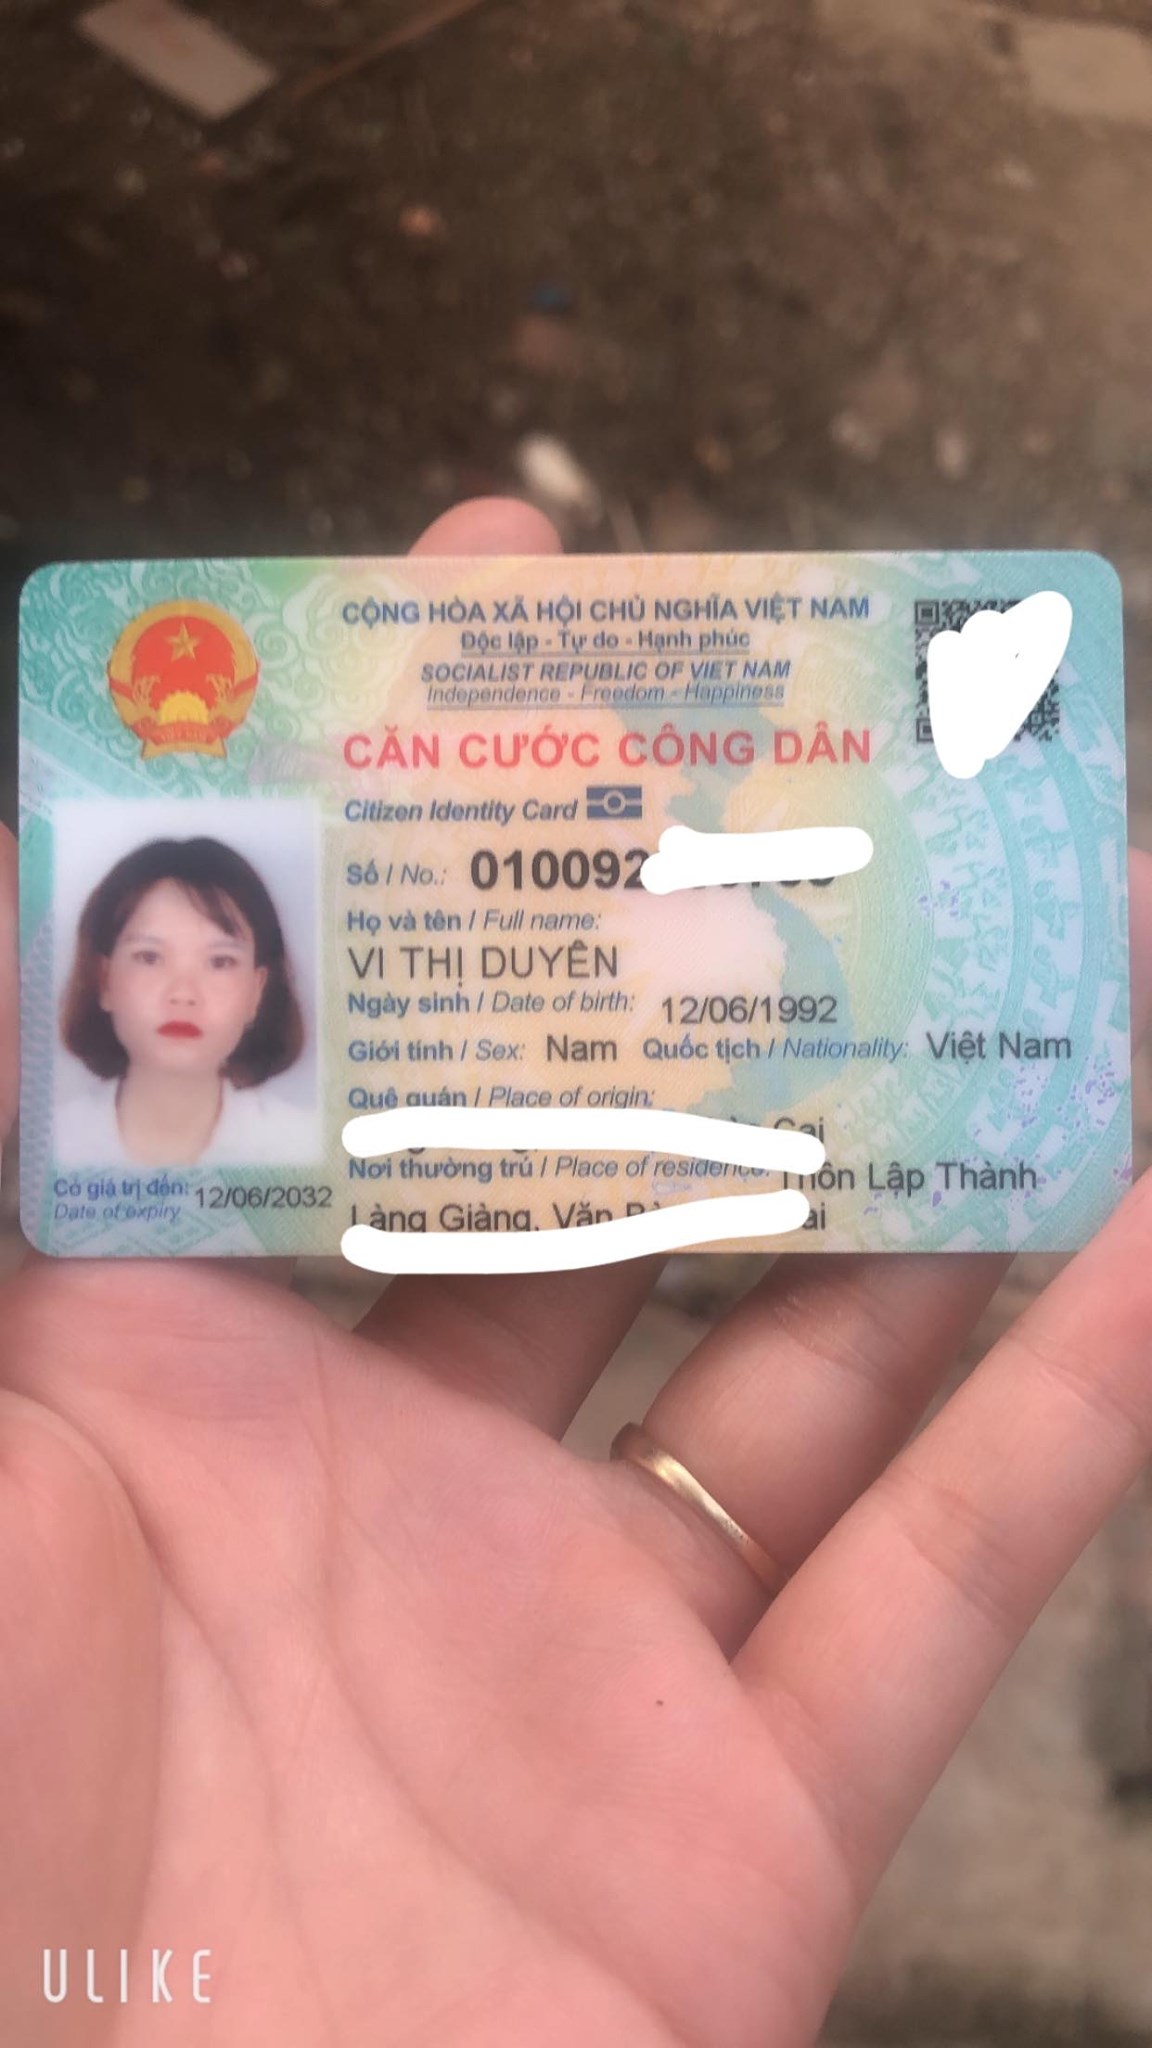 CỘNG HÒA XÃ HỘI CHỦ NGHĨA VIỆT NAM
Độc lập - Tự do - Hạnh phúc
SOCIALIST REPUBLIC OF VIET NAM
Independence - Freedom - Happiness
CĂN CƯỚC CÔNG DÂN
Citizen Identity Card
Số / No.: 010092
Họ và tên / Full name:
VI THỊ DUYÊN
Ngày sinh / Date of birth: 12/06/1992
Giới tính / Sex: Nam Quốc tịch / Nationality: Việt Nam
Quê quán / Place of origin:
Cai
Nơi thường trú / Place of residence: Thôn Lập Thành
Làng Giàng, Văn
Có giá trị đến: 12/06/2032
Date of expiry
ULIKE